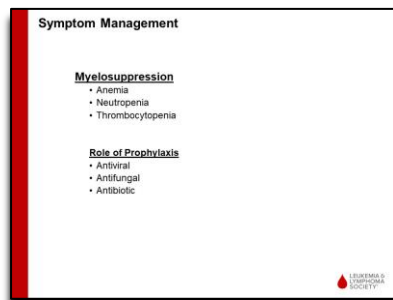 Symptom Management
Myelosuppression
• Anemia
• Neutropenia
• Thrombocytopenia
Role of Prophylaxis
• Antiviral
• Antifungal
• Antibiotic
LEUKEMIA &
LYMPHOMA
SOCIETY